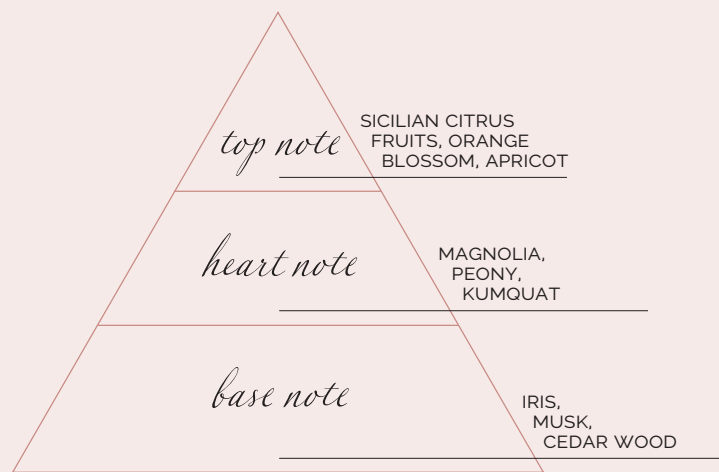 top note
SICILIAN CITRUS
FRUITS, ORANGE
BLOSSOM, APRICOT
heart note
MAGNOLIA,
PEONY,
KUMQUAT
base note
IRIS,
MUSK,
CEDAR WOOD